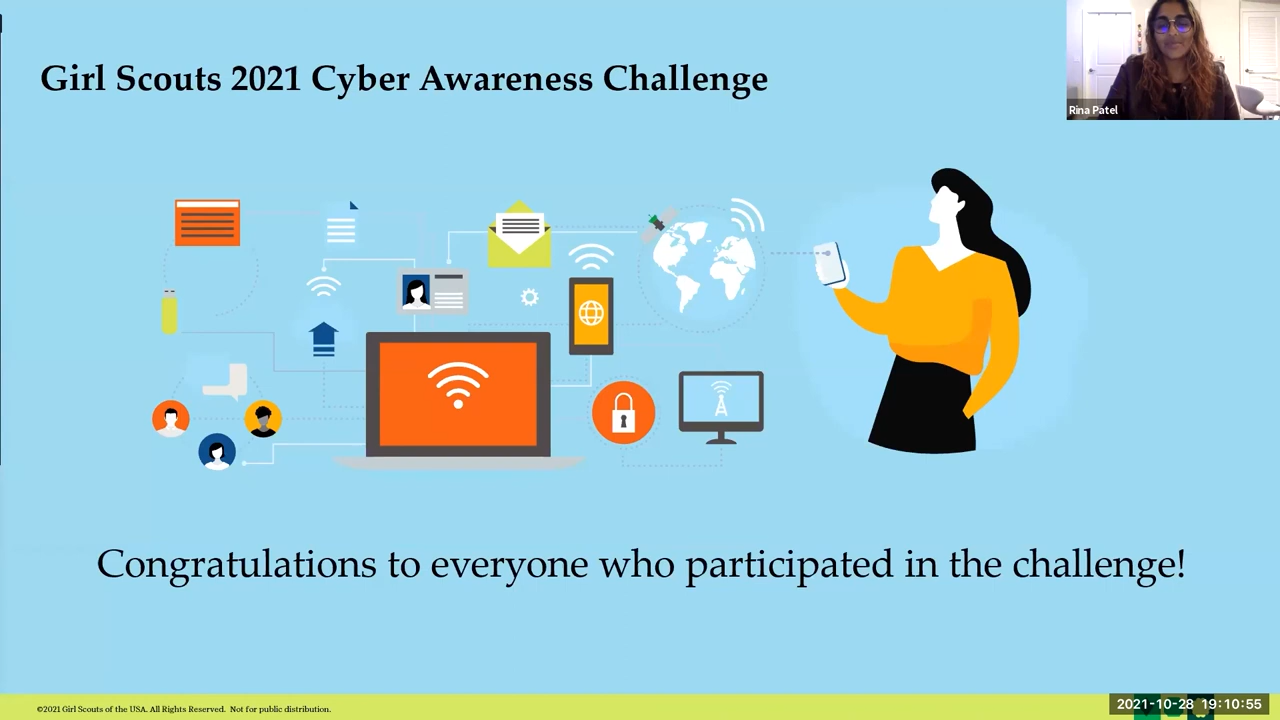 Girl Scouts 2021 Cyber Awareness Challenge
Rina Patel
Congratulations to everyone who participated in the challenge!
©2021 Girl Scouts of the USA. All Rights Reserved. Not for public distribution.
2021-10-28 19:10:55